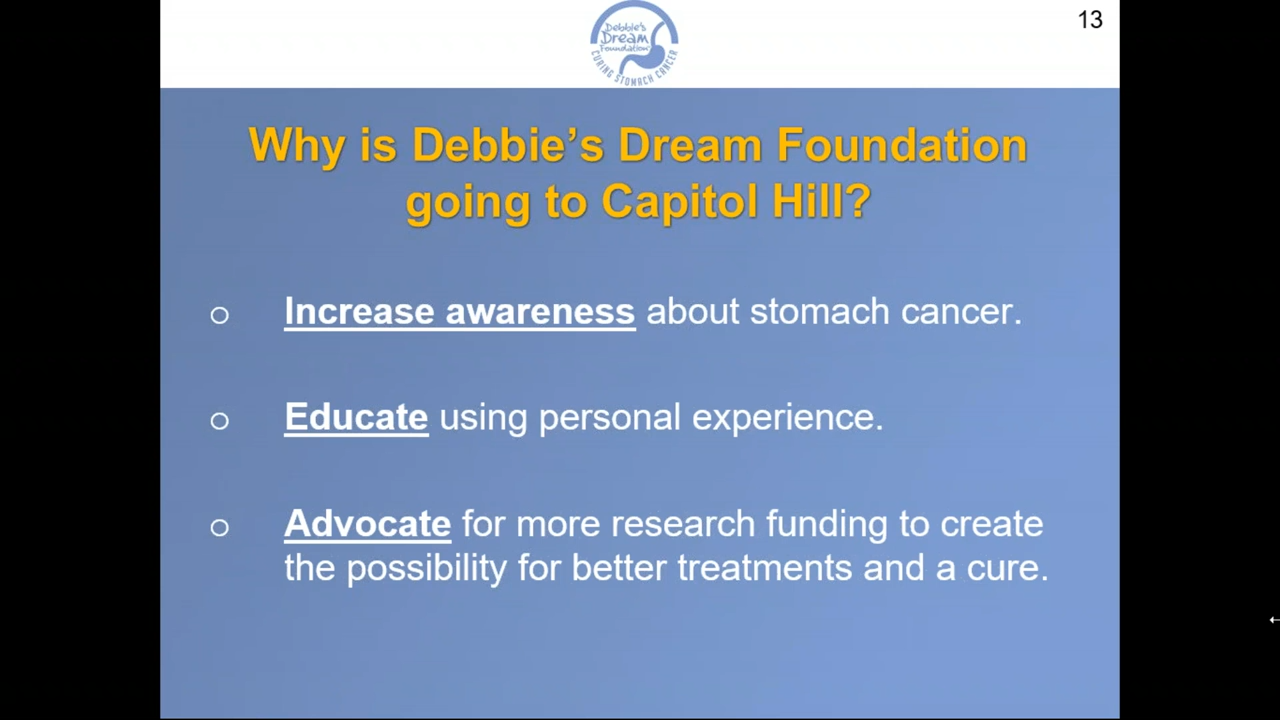 13
Debbie's
Dream
Foundation
CURING STOMACH CANCER
Why is Debbie’s Dream Foundation
going to Capitol Hill?
o Increase awareness about stomach cancer.
o Educate using personal experience.
o Advocate for more research funding to create
the possibility for better treatments and a cure.